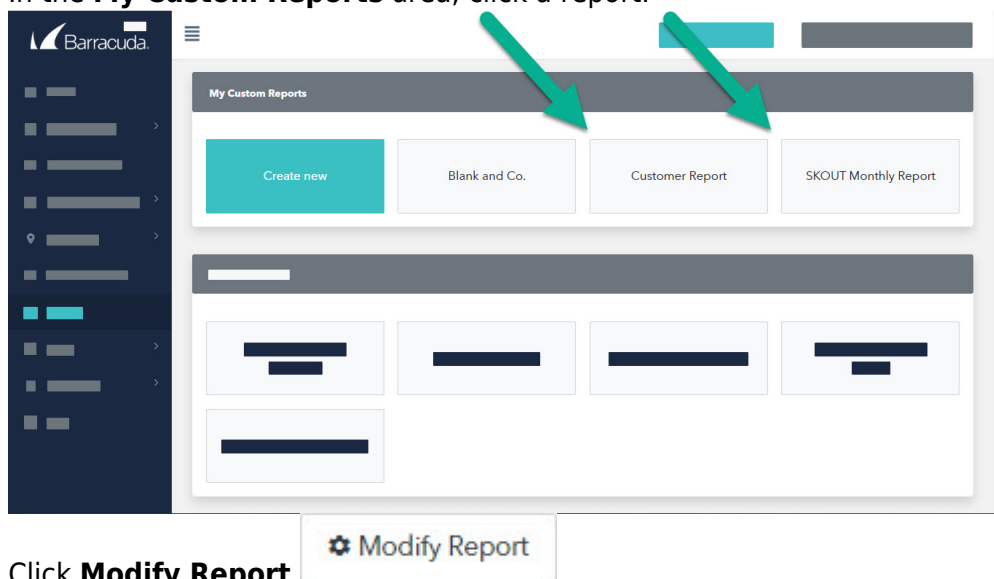 In the My Custom Reports area, click a report.
Barracuda.
My Custom Reports
Create new
Blank and Co.
Customer Report
SKOUT Monthly Report
Click Modify Report
Modify Report